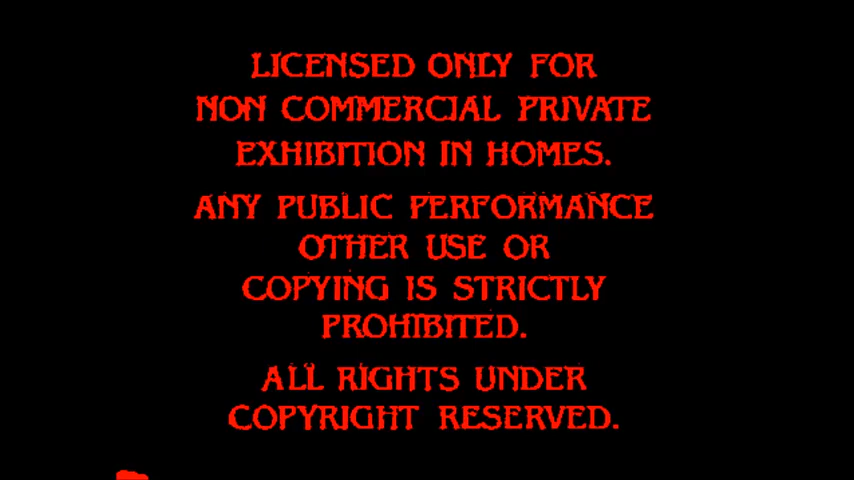 LICENSED ONLY FOR
NON COMMERCIAL PRIVATE
EXHIBITION IN HOMES.
ANY PUBLIC PERFORMANCE
OTHER USE OR
COPYING IS STRICTLY
PROHIBITED.
ALL RIGHTS UNDER
COPYRIGHT RESERVED.